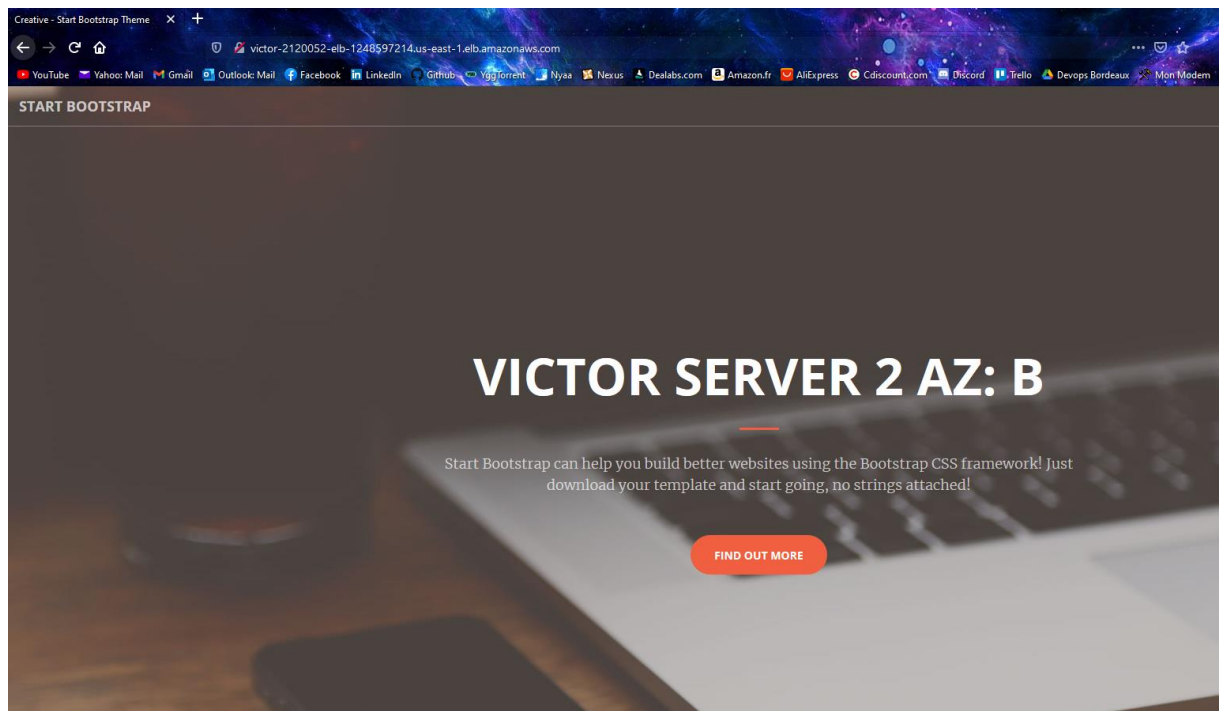 Creative - Start Bootstrap Theme
victor-2120052-elb-1248597214.us-east-1.elb.amazonaws.com
YouTube Yahoo: Mail Gmail Outlook: Mail Facebook LinkedIn Github YggTorrent Nyaa Nexus Dealabs.com Amazon.fr AliExpress Cdiscount.com Discord Trello Devops Bordeaux Mon Modem
START BOOTSTRAP
VICTOR SERVER 2 AZ: B
Start Bootstrap can help you build better websites using the Bootstrap CSS framework! Just
download your template and start going, no strings attached!
FIND OUT MORE